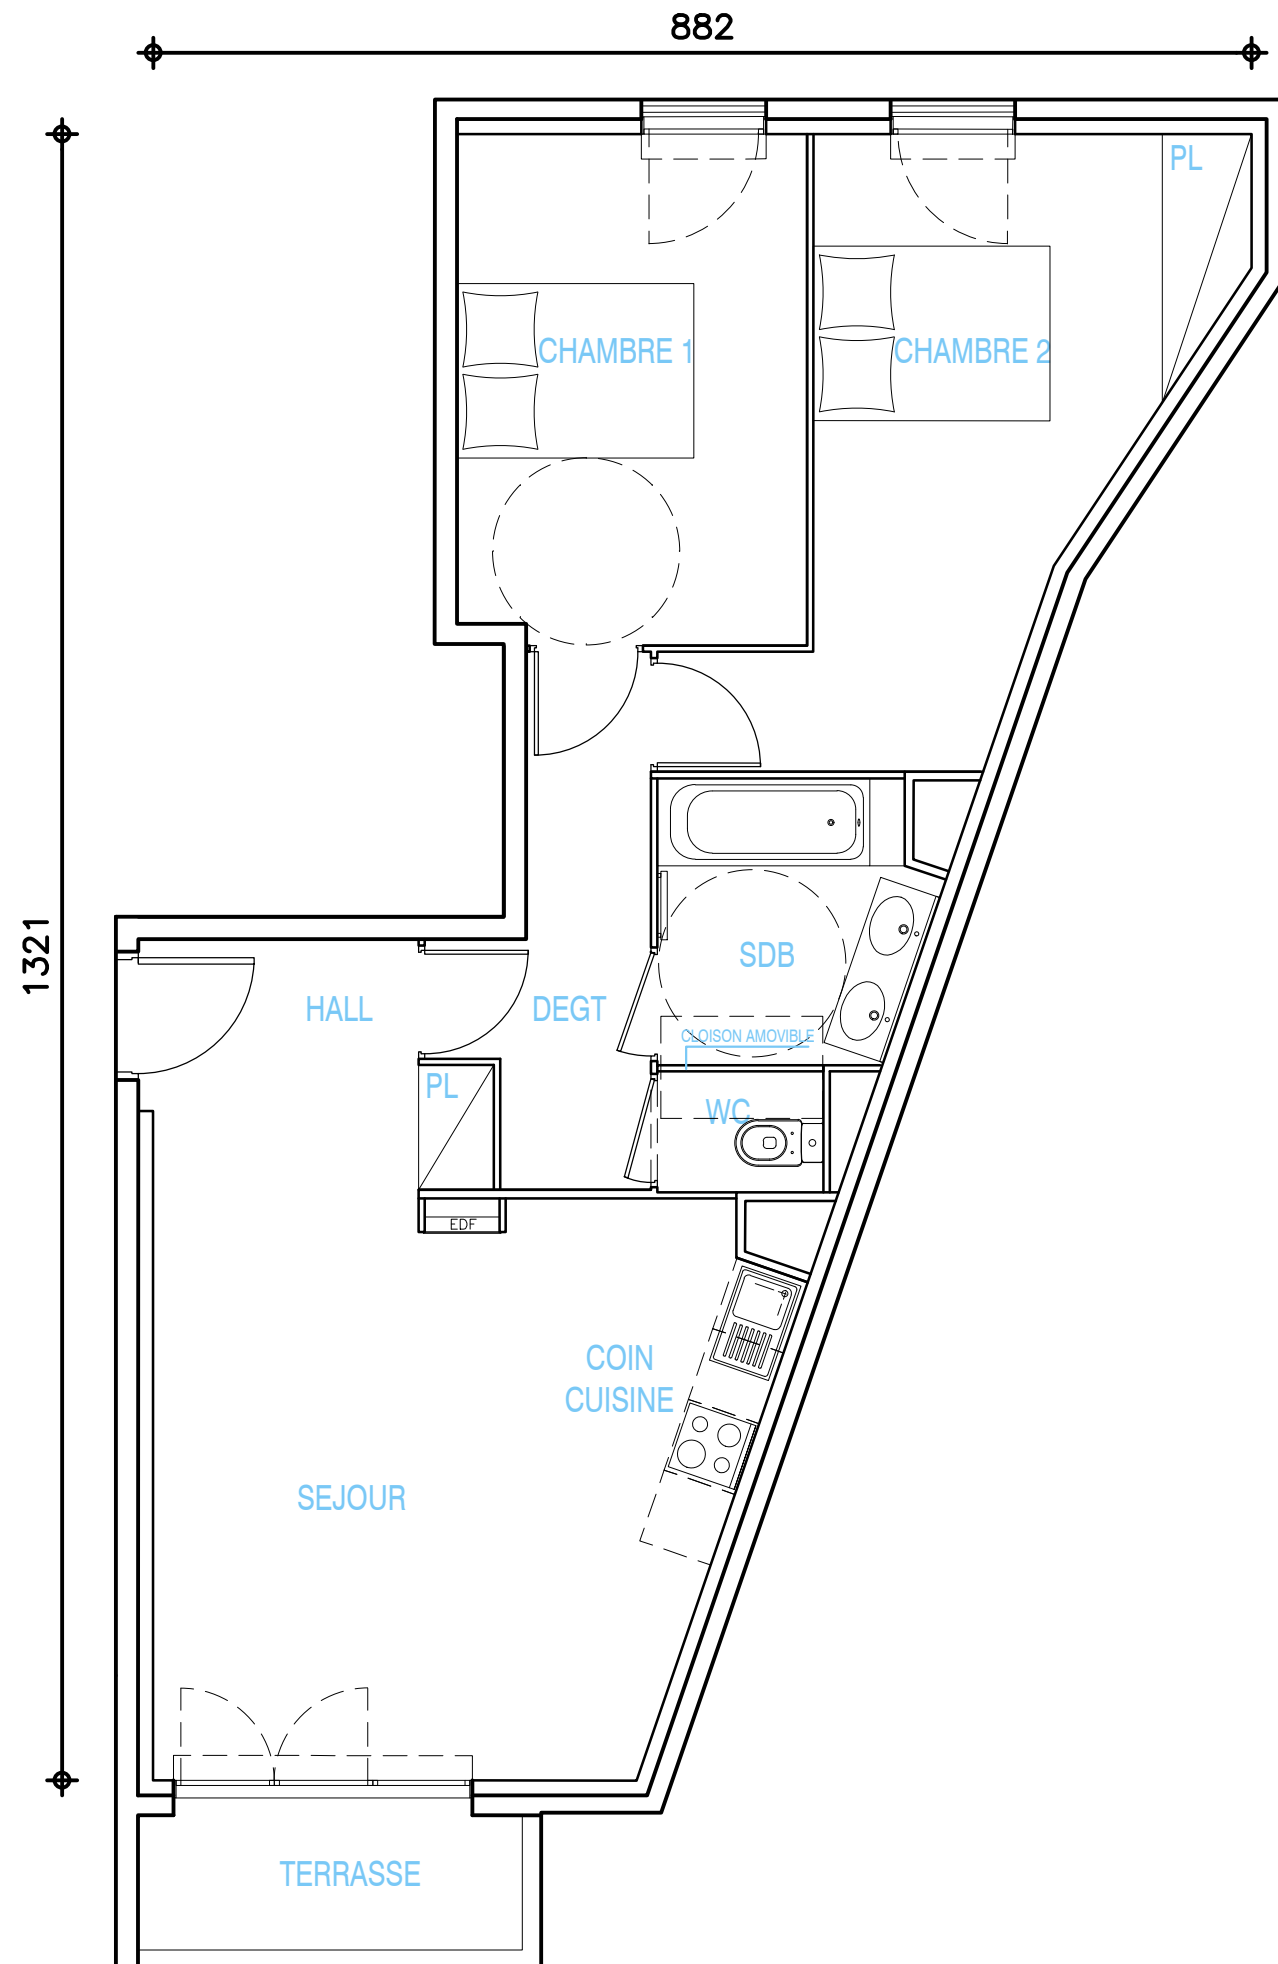 882
PL
CHAMBRE 1
CHAMBRE 2
1321
SDB
HALL
DEGT
CLOISON AMOVIBLE
PL
WC
EDF
COIN
CUISINE
SEJOUR
TERRASSE